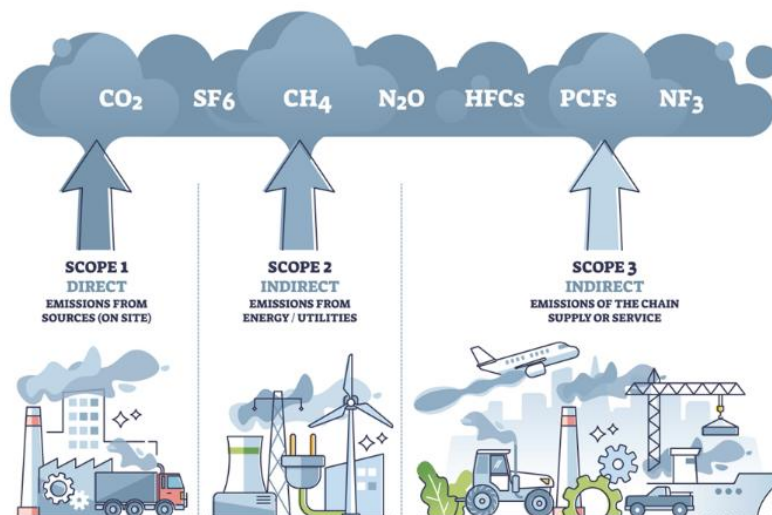 CO₂ SF₆ CH₄ N₂O HFCs PCFs NF₃
SCOPE 1
DIRECT
EMISSIONS FROM
SOURCES (ON SITE)
SCOPE 2
INDIRECT
EMISSIONS FROM
ENERGY / UTILITIES
SCOPE 3
INDIRECT
EMISSIONS OF THE CHAIN
SUPPLY OR SERVICE